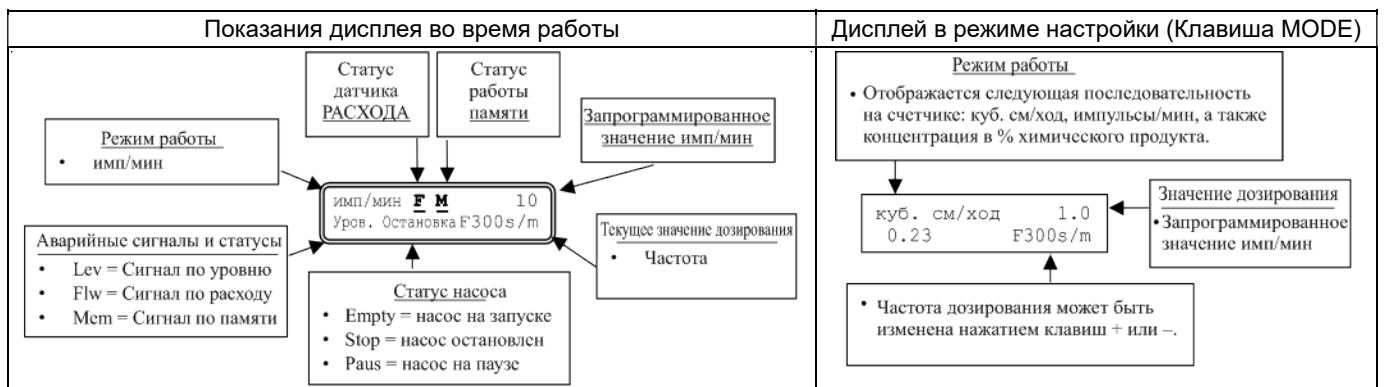 Показания дисплея во время работы
Дисплей в режиме настройки (Клавиша MODE)
Статус
датчика
РАСХОДА
Статус
работы
памяти
Запрограммированное
значение имп/мин
Режим работы
• имп/мин
имп/мин F M 10
Уров. Остановка F300s/m
Аварийные сигналы и статусы
• Lev = Сигнал по уровню
• Flw = Сигнал по расходу
• Mem = Сигнал по памяти
Статус насоса
• Empty = насос на запуске
• Stop = насос остановлен
• Paus = насос на паузе
Текущее значение дозирования
• Частота
Режим работы
• Отображается следующая последовательность
на счетчике: куб. см/ход, импульсы/мин, а также
концентрация в % химического продукта.
куб. см/ход 1.0
0.23 F300s/m
Значение дозирования
• Запрограммированное
значение имп/мин
• Частота дозирования может быть
изменена нажатием клавиш + или –.